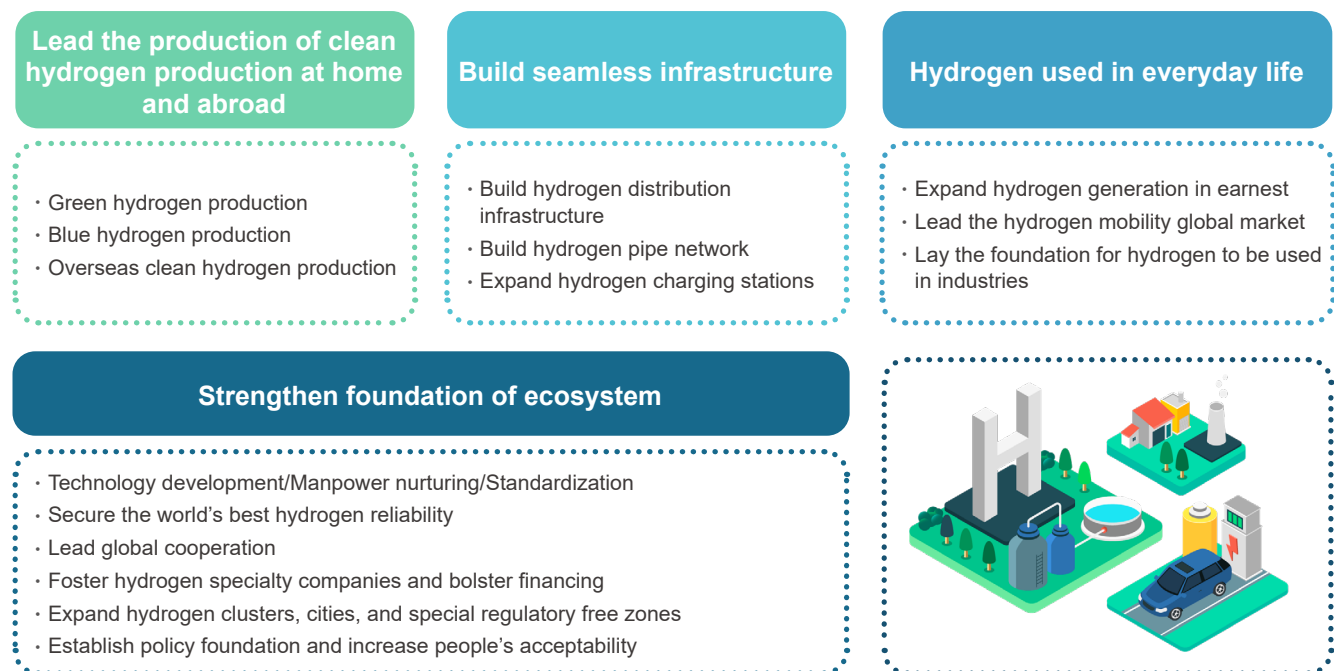 Lead the production of clean
hydrogen production at home
and abroad
· Green hydrogen production
· Blue hydrogen production
· Overseas clean hydrogen production
Build seamless infrastructure
· Build hydrogen distribution
infrastructure
· Build hydrogen pipe network
· Expand hydrogen charging stations
Hydrogen used in everyday life
· Expand hydrogen generation in earnest
· Lead the hydrogen mobility global market
· Lay the foundation for hydrogen to be used
in industries
Strengthen foundation of ecosystem
· Technology development/Manpower nurturing/Standardization
· Secure the world’s best hydrogen reliability
· Lead global cooperation
· Foster hydrogen specialty companies and bolster financing
· Expand hydrogen clusters, cities, and special regulatory free zones
· Establish policy foundation and increase people’s acceptability
H